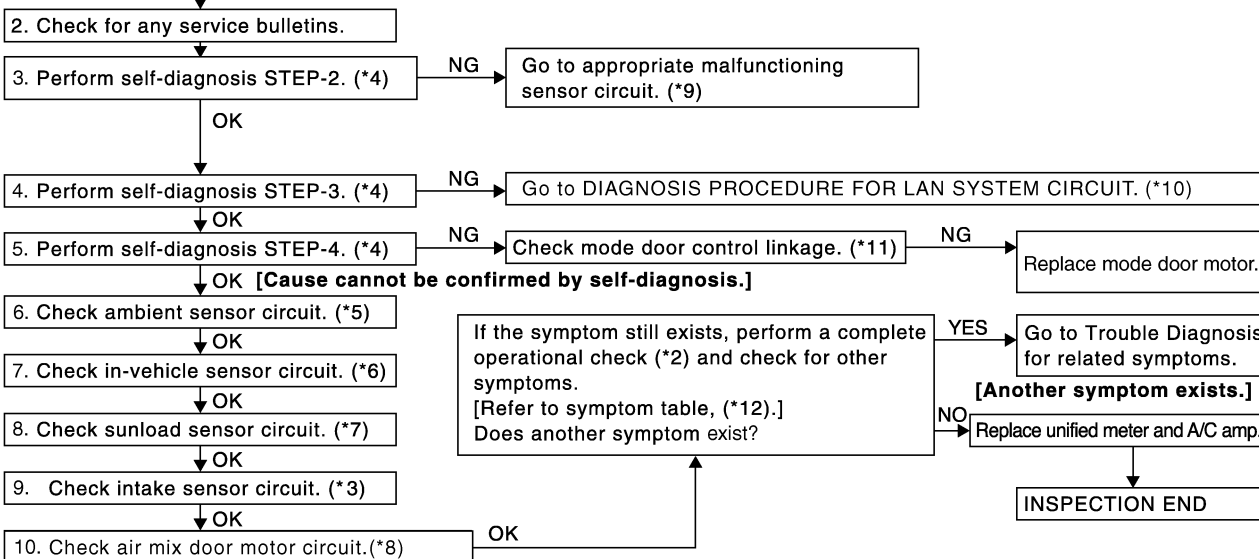 2. Check for any service bulletins.
3. Perform self-diagnosis STEP-2. (*4)
NG
Go to appropriate malfunctioning
sensor circuit. (*9)
OK
4. Perform self-diagnosis STEP-3. (*4)
NG
Go to DIAGNOSIS PROCEDURE FOR LAN SYSTEM CIRCUIT. (*10)
OK
5. Perform self-diagnosis STEP-4. (*4)
NG
Check mode door control linkage. (*11)
NG
Replace mode door motor.
OK [Cause cannot be confirmed by self-diagnosis.]
6. Check ambient sensor circuit. (*5)
OK
7. Check in-vehicle sensor circuit. (*6)
OK
8. Check sunload sensor circuit. (*7)
OK
9. Check intake sensor circuit. (*3)
OK
10. Check air mix door motor circuit.(*8)
OK
If the symptom still exists, perform a complete
operational check (*2) and check for other
symptoms.
[Refer to symptom table, (*12).]
Does another symptom exist?
YES
Go to Trouble Diagnosis
for related symptoms.
[Another symptom exists.]
NO
Replace unified meter and A/C amp.
INSPECTION END